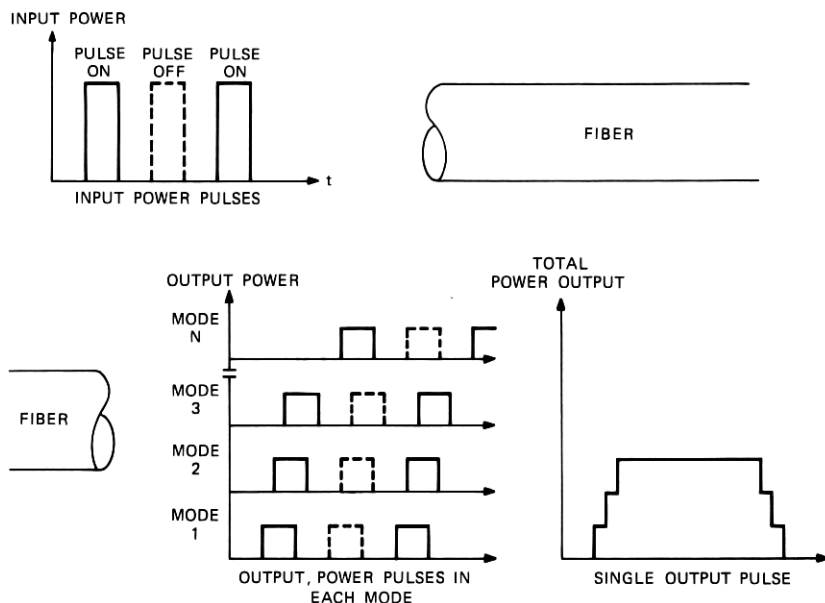 INPUT POWER
PULSE ON
PULSE OFF
PULSE ON
t
INPUT POWER PULSES
FIBER
OUTPUT POWER
MODE N
MODE 3
MODE 2
MODE 1
OUTPUT, POWER PULSES IN
EACH MODE
FIBER
TOTAL
POWER OUTPUT
SINGLE OUTPUT PULSE